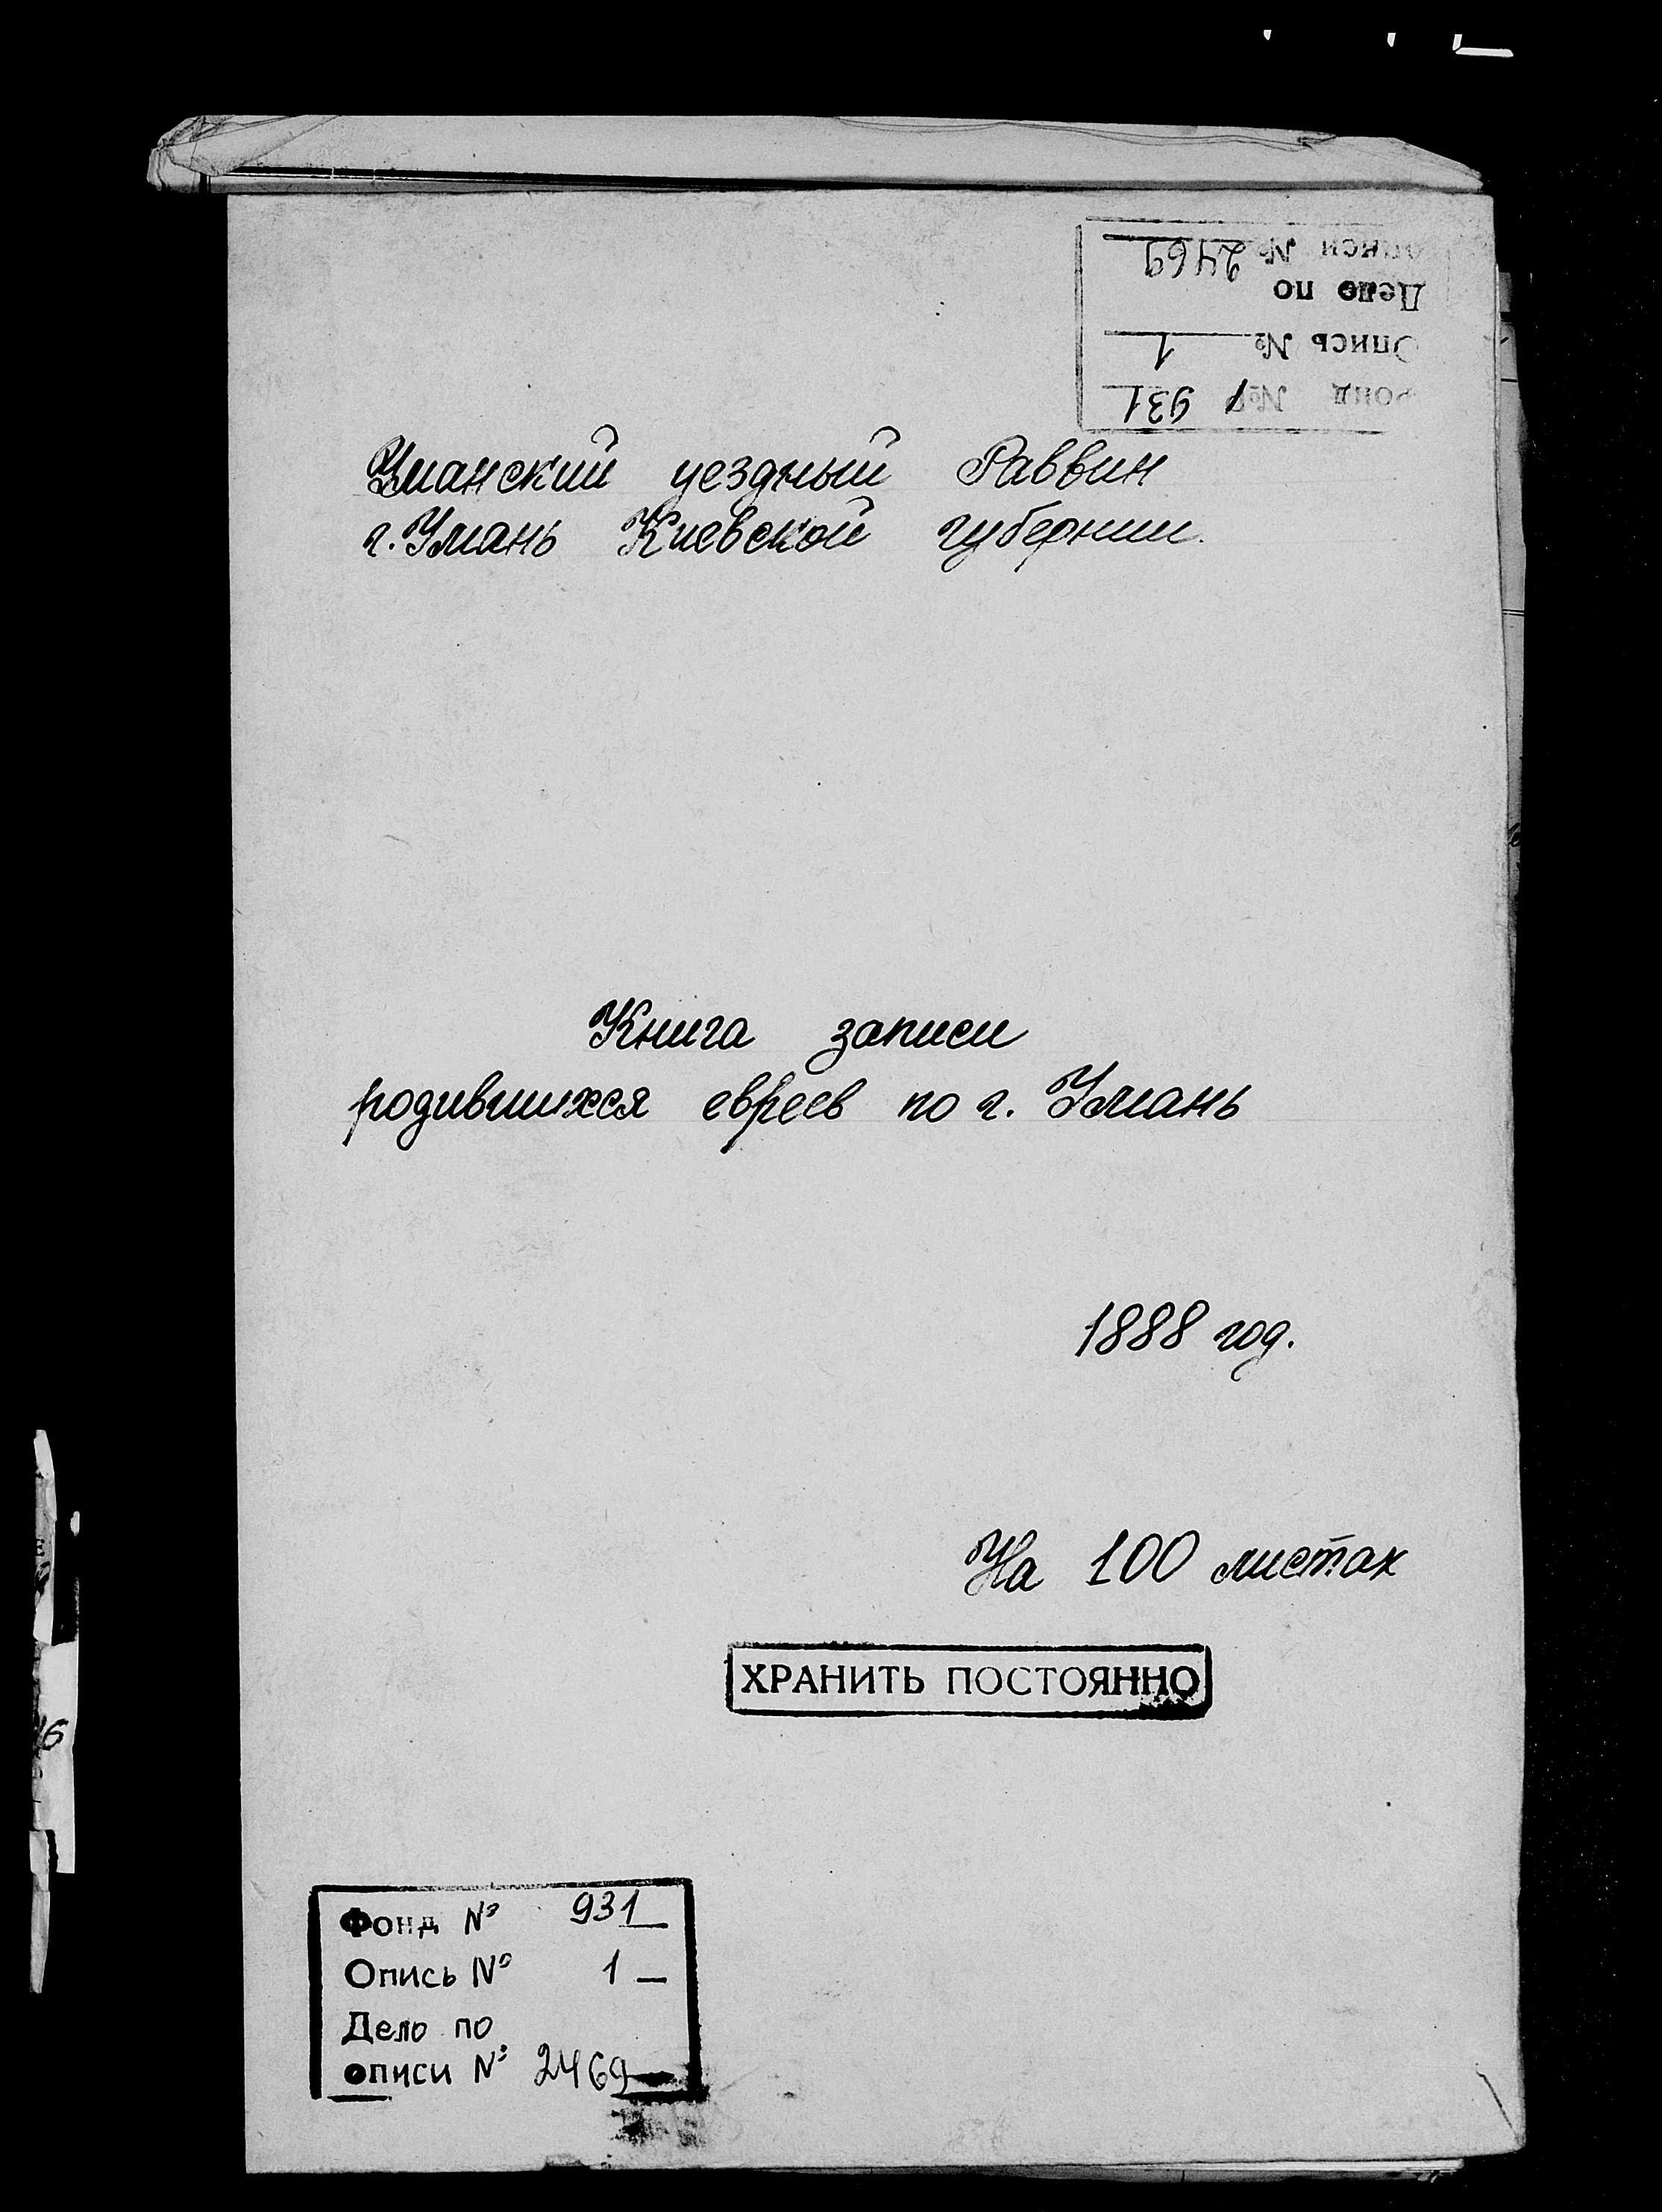 описи № 2469
Дело по
Опись № 1
Фонд № 931
Уманский уездный Раввин
г. Умань Киевской губернии.
Книга записи
родившихся евреев по г. Умань
1888 год.
На 100 листах
ХРАНИТЬ ПОСТОЯННО
Фонд № 931
Опись № 1
Дело по
описи № 2469